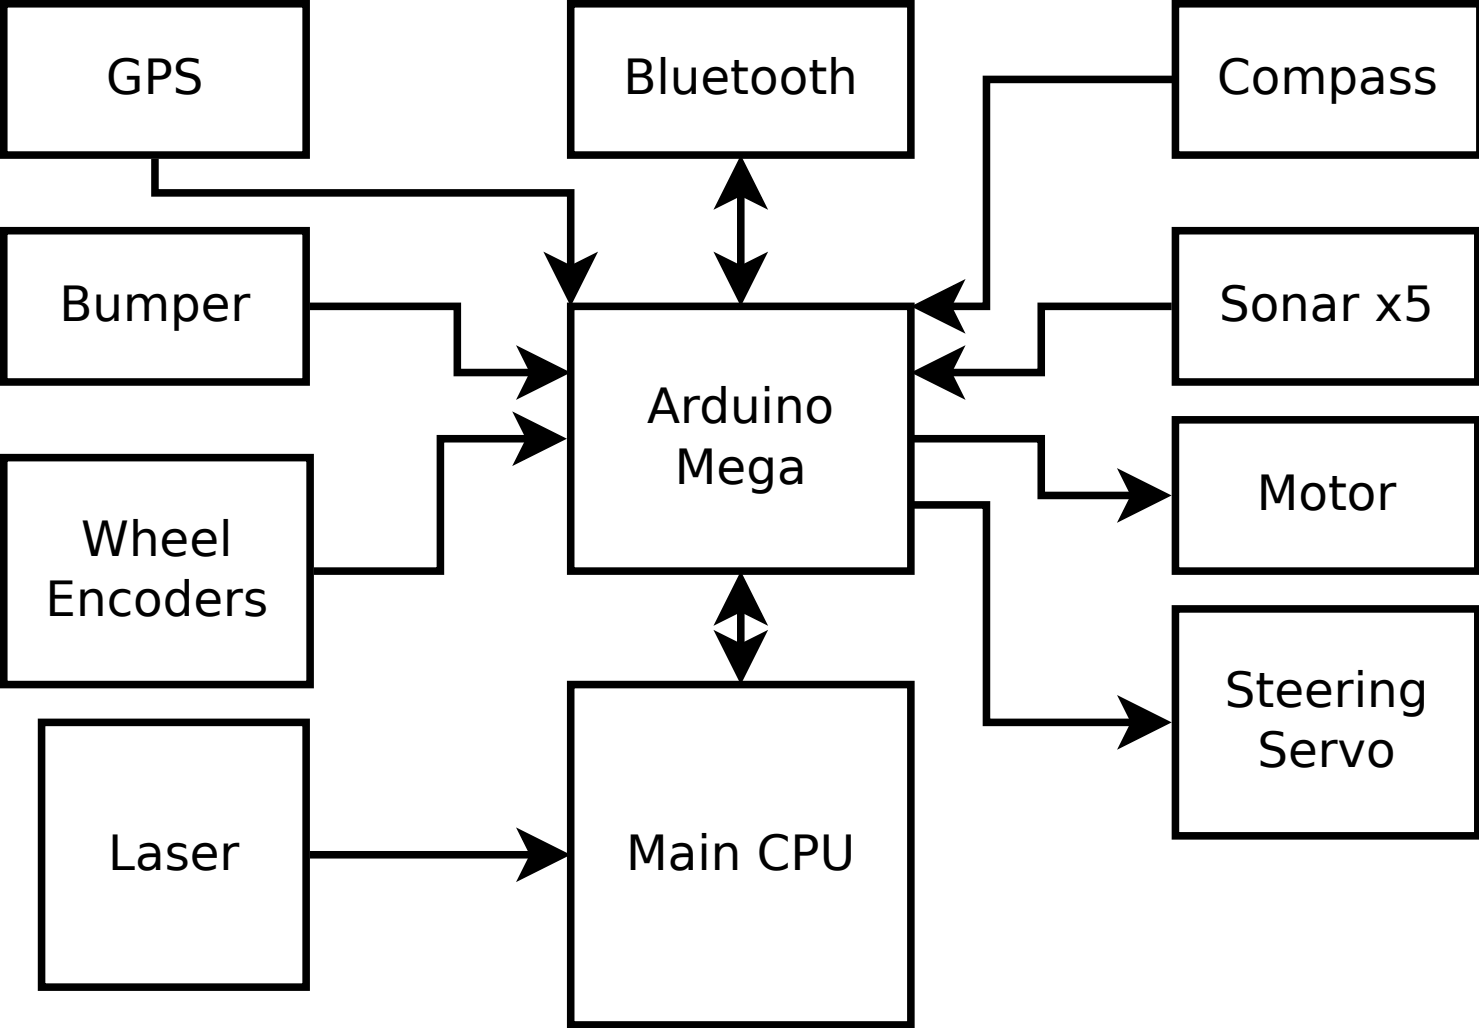 GPS
Bluetooth
Compass
Bumper
Sonar x5
Arduino
Mega
Motor
Wheel
Encoders
Steering
Servo
Laser
Main CPU